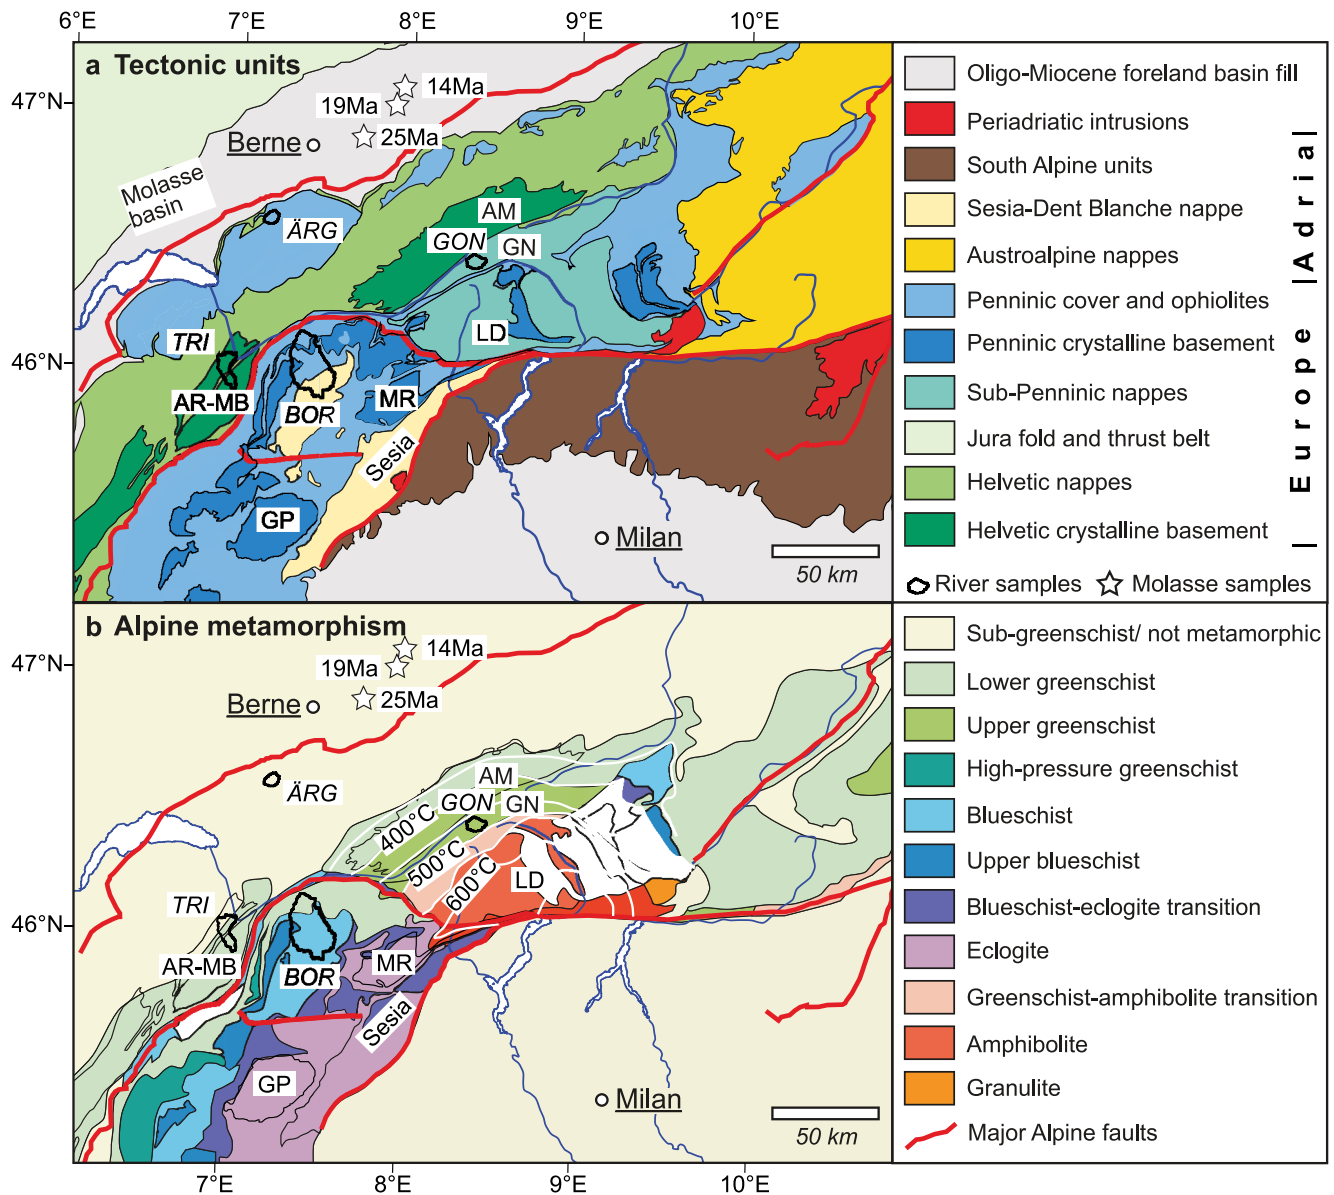 6°E 7°E 8°E 9°E 10°E
a Tectonic units
47°N
46°N
14Ma
19Ma
25Ma
Berne
Molasse
basin
ÄRG
AM
GON
GN
TRI
LD
AR-MB
BOR
MR
Sesia
GP
Milan
50 km
Oligo-Miocene foreland basin fill
Periadriatic intrusions
South Alpine units
Sesia-Dent Blanche nappe
Austroalpine nappes
Penninic cover and ophiolites
Penninic crystalline basement
Sub-Penninic nappes
Jura fold and thrust belt
Helvetic nappes
Helvetic crystalline basement
| Europe |Adria|
River samples
Molasse samples
b Alpine metamorphism
47°N
46°N
14Ma
19Ma
25Ma
Berne
ÄRG
AM
GON
GN
400°C
500°C
600°C
LD
TRI
AR-MB
BOR
MR
Sesia
GP
Milan
50 km
7°E 8°E 9°E 10°E
Sub-greenschist/ not metamorphic
Lower greenschist
Upper greenschist
High-pressure greenschist
Blueschist
Upper blueschist
Blueschist-eclogite transition
Eclogite
Greenschist-amphibolite transition
Amphibolite
Granulite
Major Alpine faults